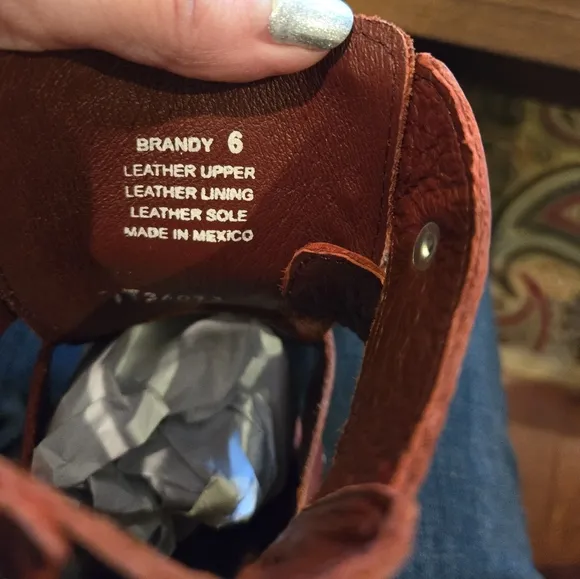 BRANDY 6
LEATHER UPPER
LEATHER LINING
LEATHER SOLE
MADE IN MEXICO